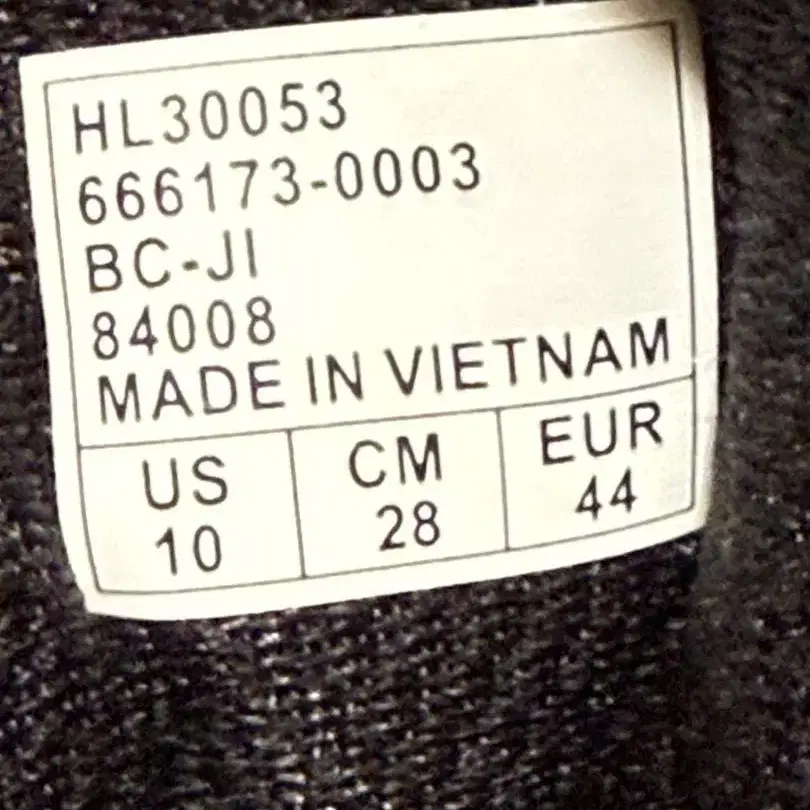 HL30053
666173-0003
BC-JI
84008
MADE IN VIETNAM
US CM EUR
10 28 44